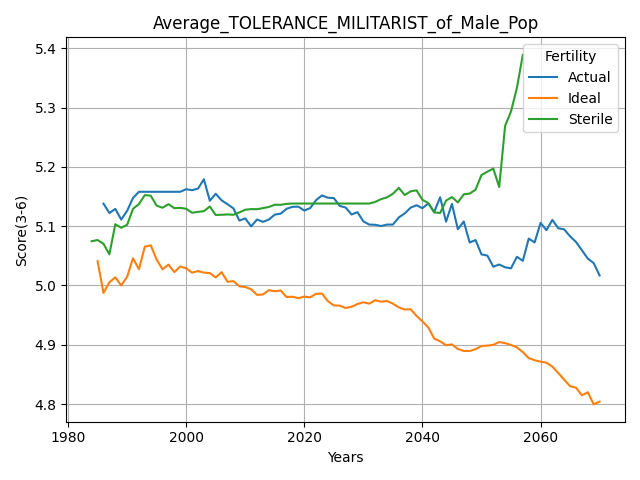 Average_TOLERANCE_MILITARIST_of_Male_Pop
Score(3-6)
5.4
5.3
5.2
5.1
5.0
4.9
4.8
Fertility
Actual
Ideal
Sterile
1980 2000 2020 2040 2060
Years